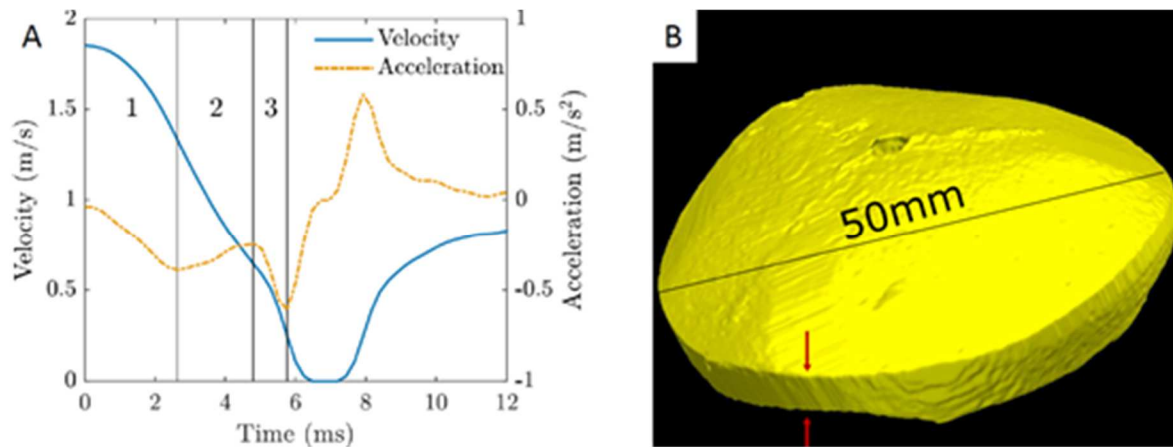 A
B
2
1.5
1
0.5
0
1
0.5
0
-0.5
-1
0
2
4
6
8
10
12
Velocity (m/s)
Acceleration (m/s²)
Time (ms)
1
2
3
Velocity
Acceleration
50mm